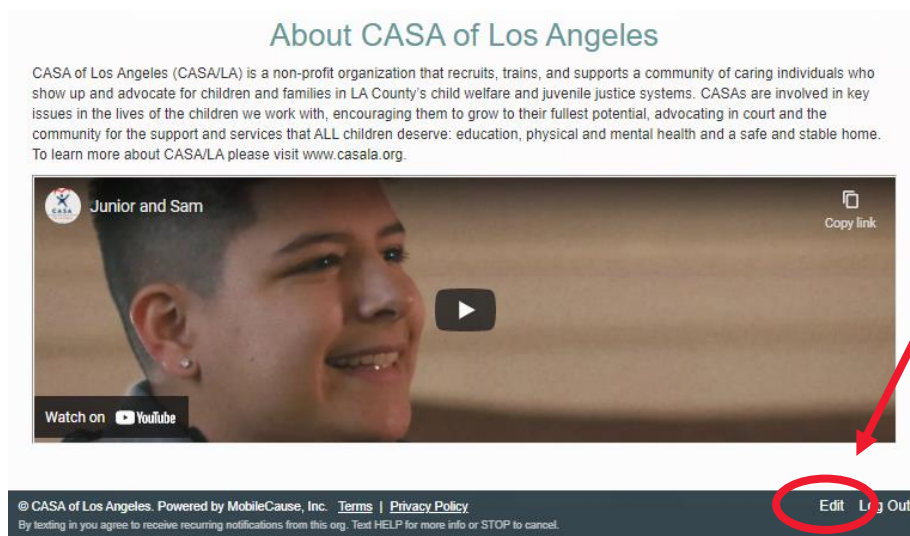 About CASA of Los Angeles
CASA of Los Angeles (CASA/LA) is a non-profit organization that recruits, trains, and supports a community of caring individuals who
show up and advocate for children and families in LA County's child welfare and juvenile justice systems. CASAs are involved in key
issues in the lives of the children we work with, encouraging them to grow to their fullest potential, advocating in court and the
community for the support and services that ALL children deserve: education, physical and mental health and a safe and stable home.
To learn more about CASA/LA please visit www.casala.org.
CASA
Junior and Sam
Copy link
Watch on YouTube
© CASA of Los Angeles. Powered by MobileCause, Inc. Terms | Privacy Policy
Edit Log Out
By texting in you agree to receive recurring notifications from this org. Text HELP for more info or STOP to cancel.